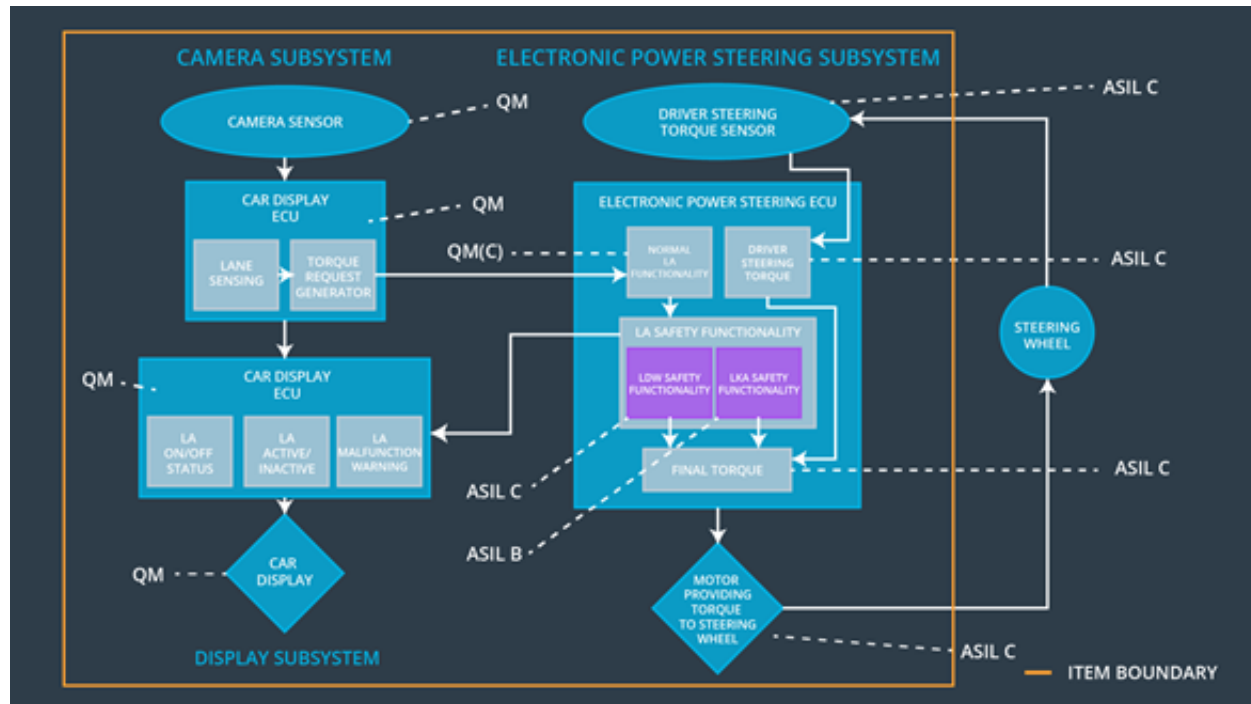 CAMERA SUBSYSTEM
ELECTRONIC POWER STEERING SUBSYSTEM
CAMERA SENSOR
QM
DRIVER STEERING
TORQUE SENSOR
ASIL C
CAR DISPLAY
ECU
QM
LANE
SENSING
TORQUE
REQUEST
GENERATOR
ELECTRONIC POWER STEERING ECU
QM(C)
NORMAL
LA
FUNCTIONALITY
DRIVER
STEERING
TORQUE
ASIL C
LA SAFETY FUNCTIONALITY
LDW SAFETY
FUNCTIONALITY
LKA SAFETY
FUNCTIONALITY
STEERING
WHEEL
QM
CAR DISPLAY
ECU
LA
ON/OFF
STATUS
LA
ACTIVE/
INACTIVE
LA
MALFUNCTION
WARNING
FINAL TORQUE
ASIL C
ASIL C
ASIL B
QM
CAR
DISPLAY
MOTOR
PROVIDING
TORQUE
TO STEERING
WHEEL
ASIL C
DISPLAY SUBSYSTEM
ITEM BOUNDARY